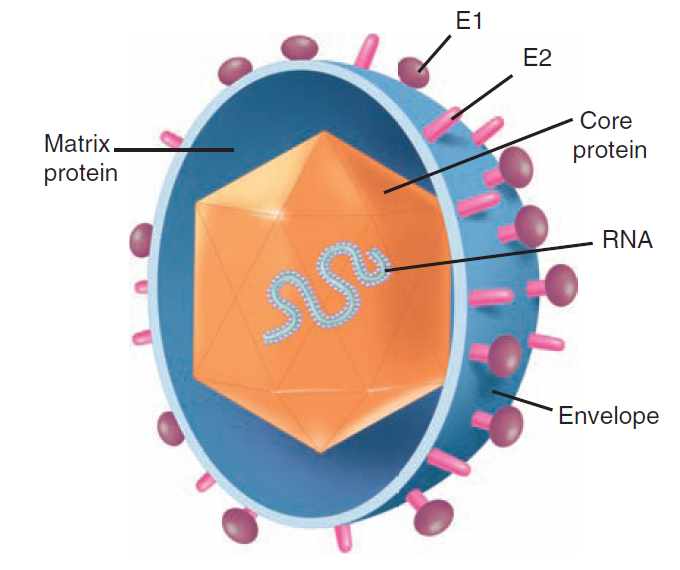 E1
E2
Core
protein
Matrix
protein
RNA
Envelope